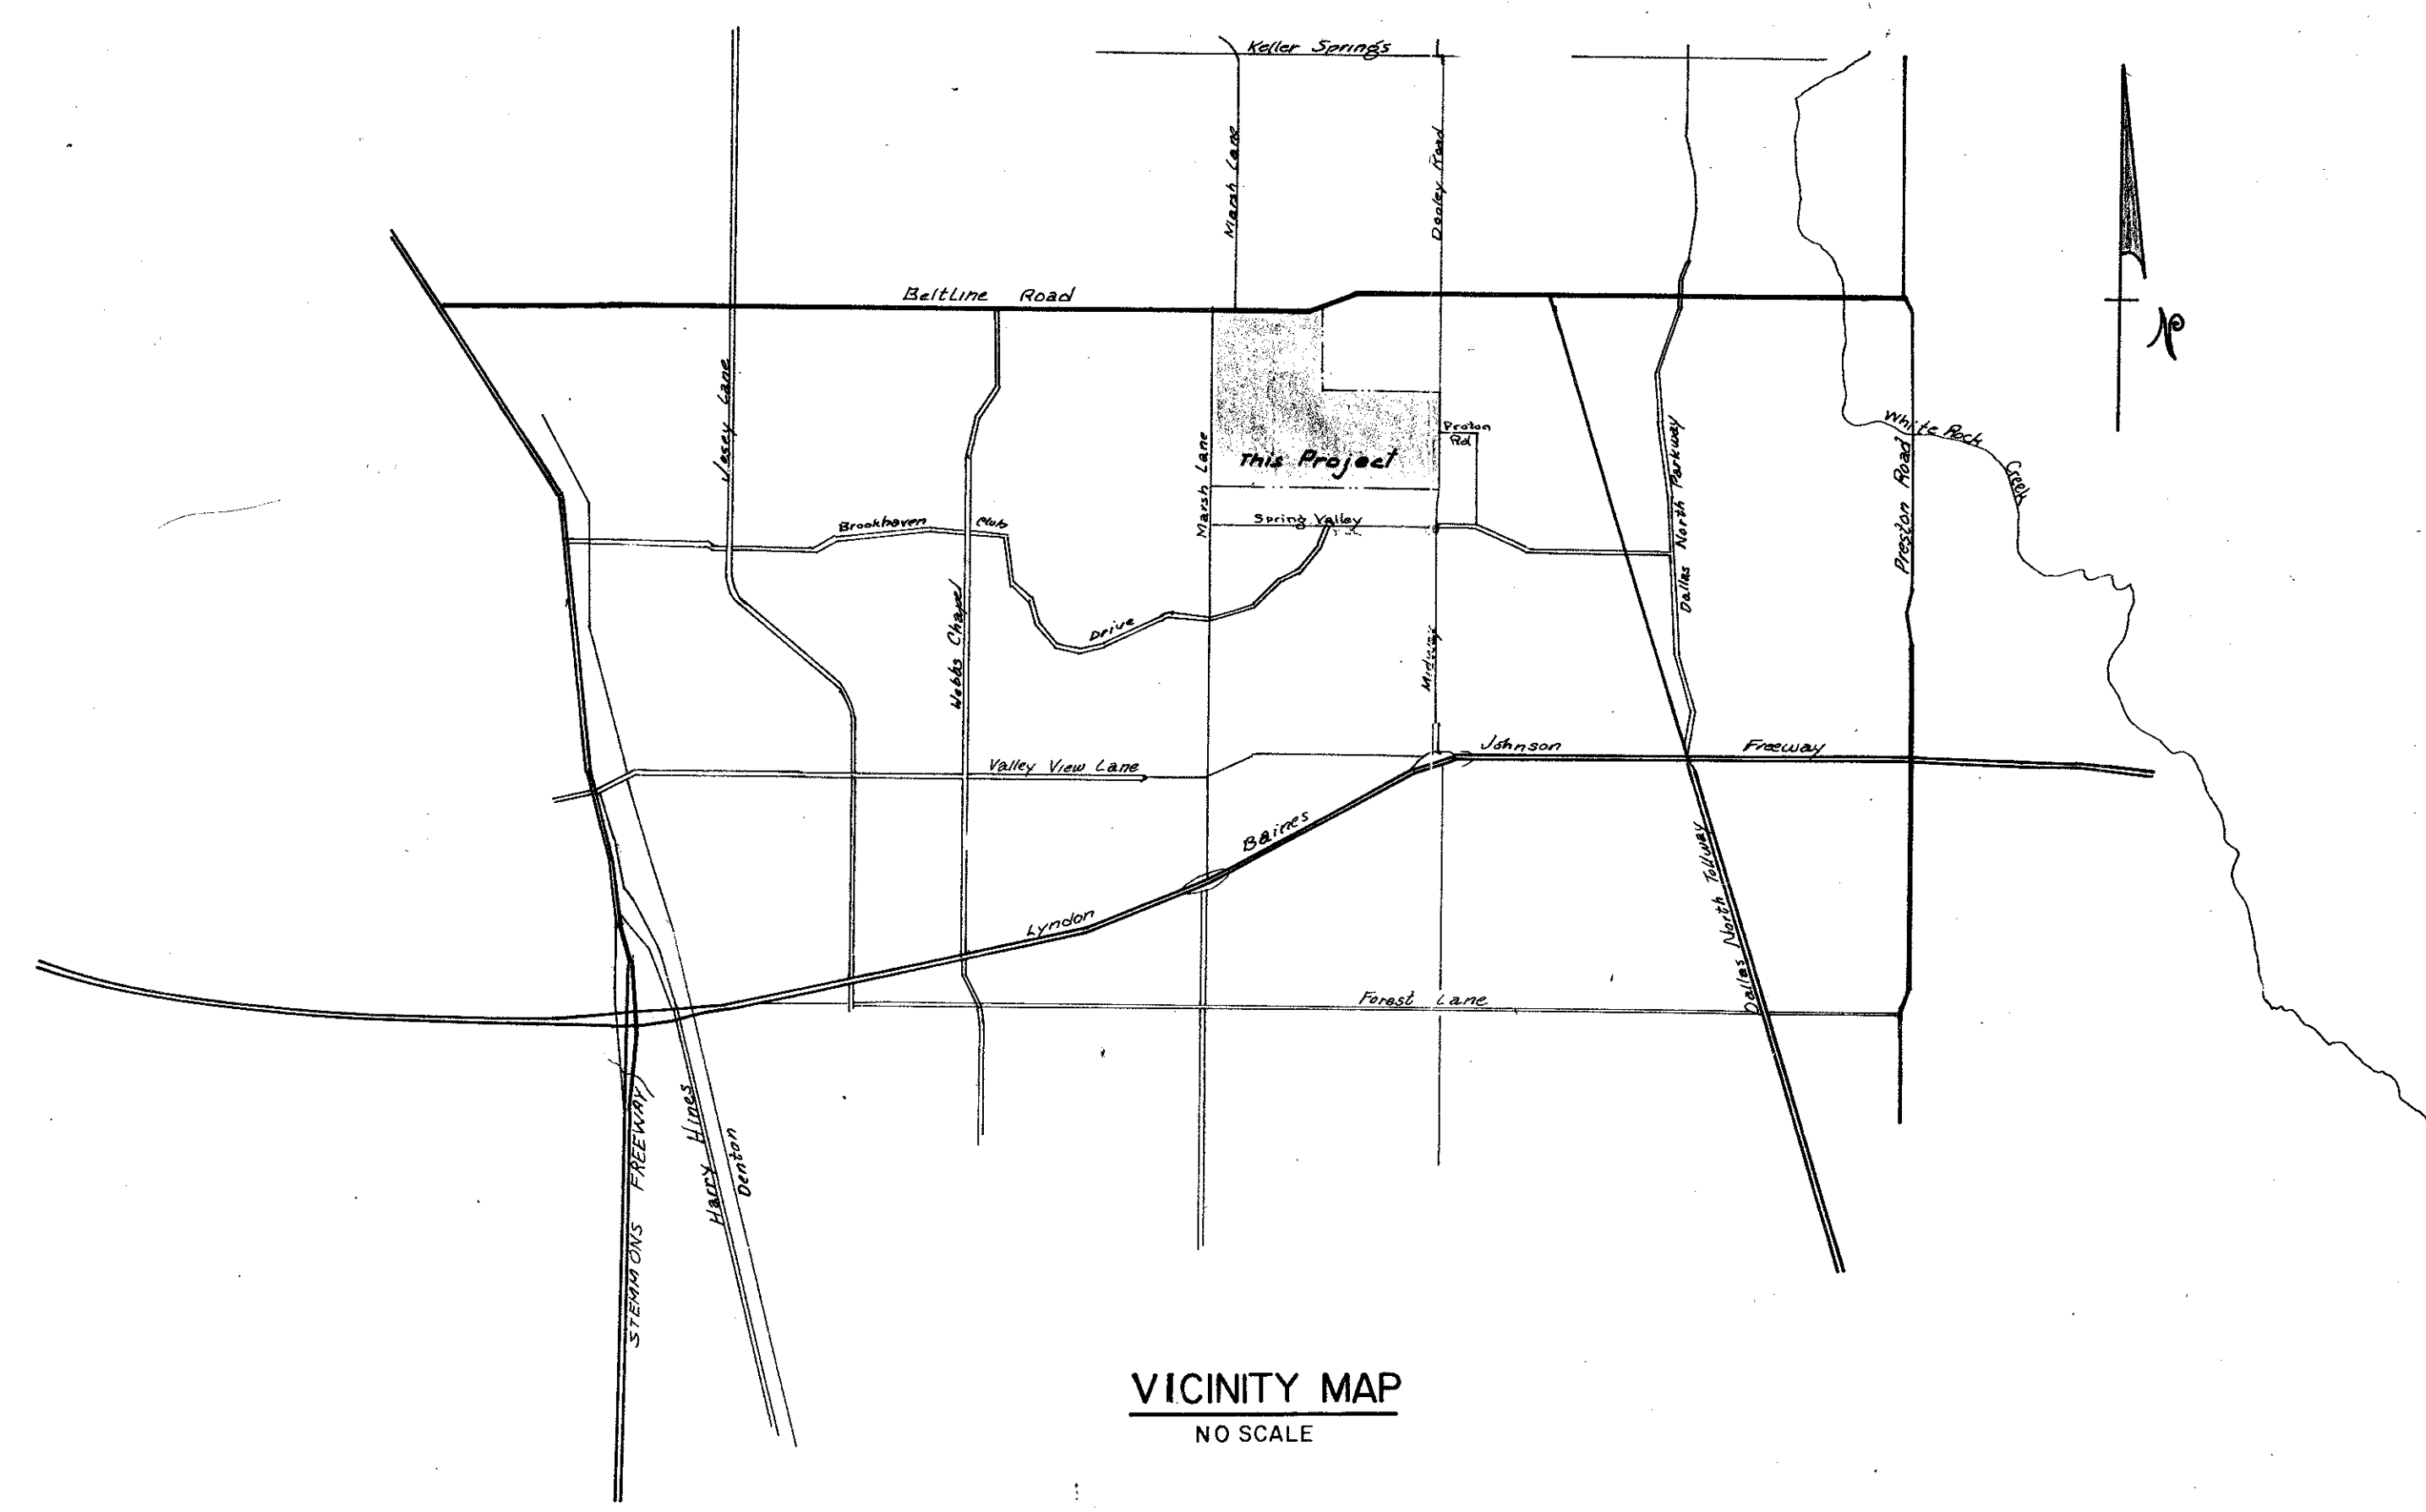 Keller Springs
Marsh Lane
Dooley Road
Beltline Road
Josey Lane
Proton
Rd
This Project
Marsh Lane
Spring Valley
Brookhaven Club
Drive
Webbs Chapel
Midway
Dallas North Parkway
Preston Road
White Rock
Creek
N
Valley View Lane
Johnson Freeway
Baines
Lyndon
Dallas North Tollway
Forest Lane
STEMMONS FREEWAY
Harry Hines
Denton
VICINITY MAP
NO SCALE